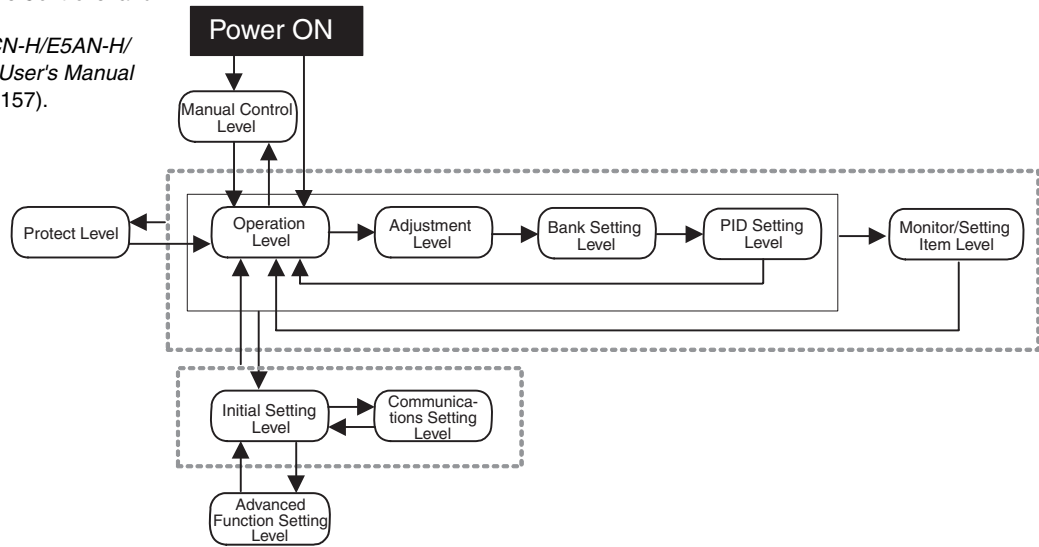 CN-H/E5AN-H/
User's Manual
157).
Power ON
Manual Control
Level
Protect Level
Operation
Level
Adjustment
Level
Bank Setting
Level
PID Setting
Level
Monitor/Setting
Item Level
Initial Setting
Level
Communica-
tions Setting
Level
Advanced
Function Setting
Level